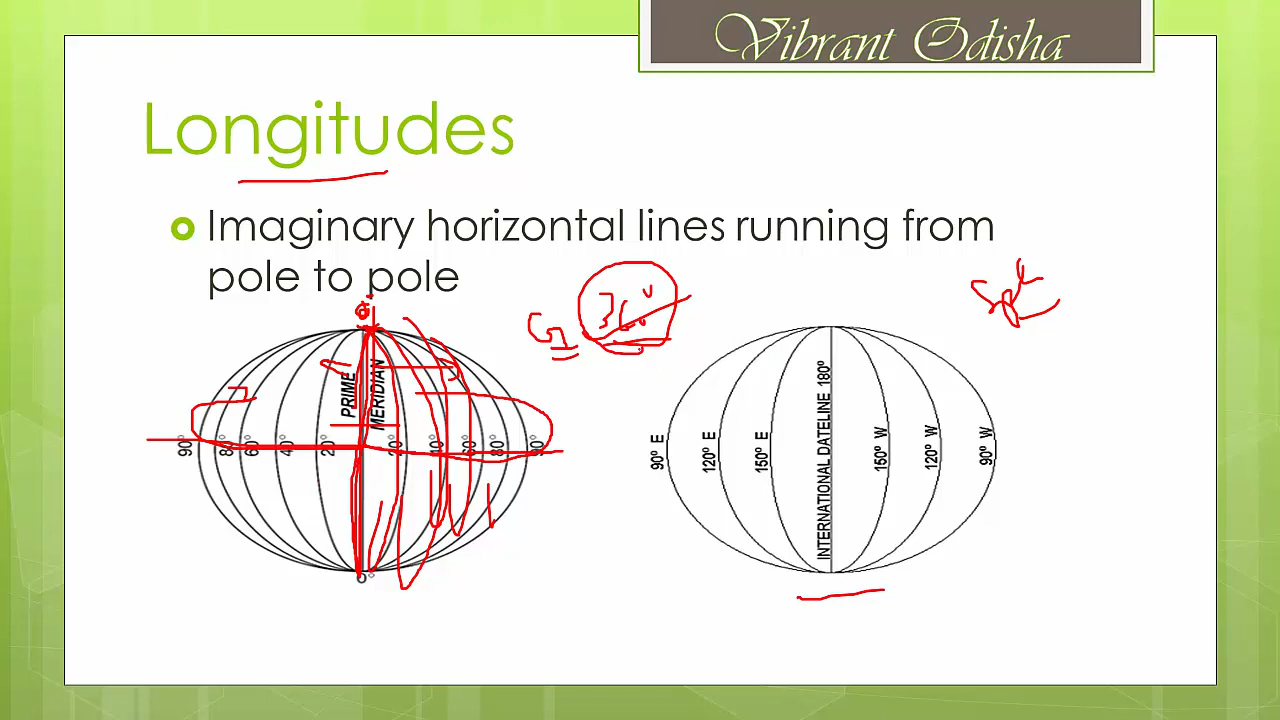 Vibrant Odisha
Longitudes
Imaginary horizontal lines running from
pole to pole
360
PRIME
MERIDIAN
90° 80° 60° 40° 20° 20° 40° 60° 80° 90°
0°
90° E 120° E 150° E INTERNATIONAL DATELINE 180° 150° W 120° W 90° W